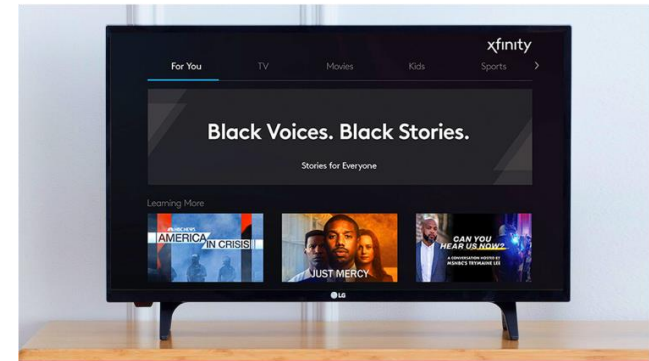 xfinity
For You TV Movies Kids Sports >
Black Voices. Black Stories.
Stories for Everyone
Learning More
NBC NEWS
AMERICA
IN CRISIS
JUST MERCY
CAN YOU
HEAR US NOW?
A CONVERSATION HOSTED BY
MSNBC'S TRYMAINE LEE
LG